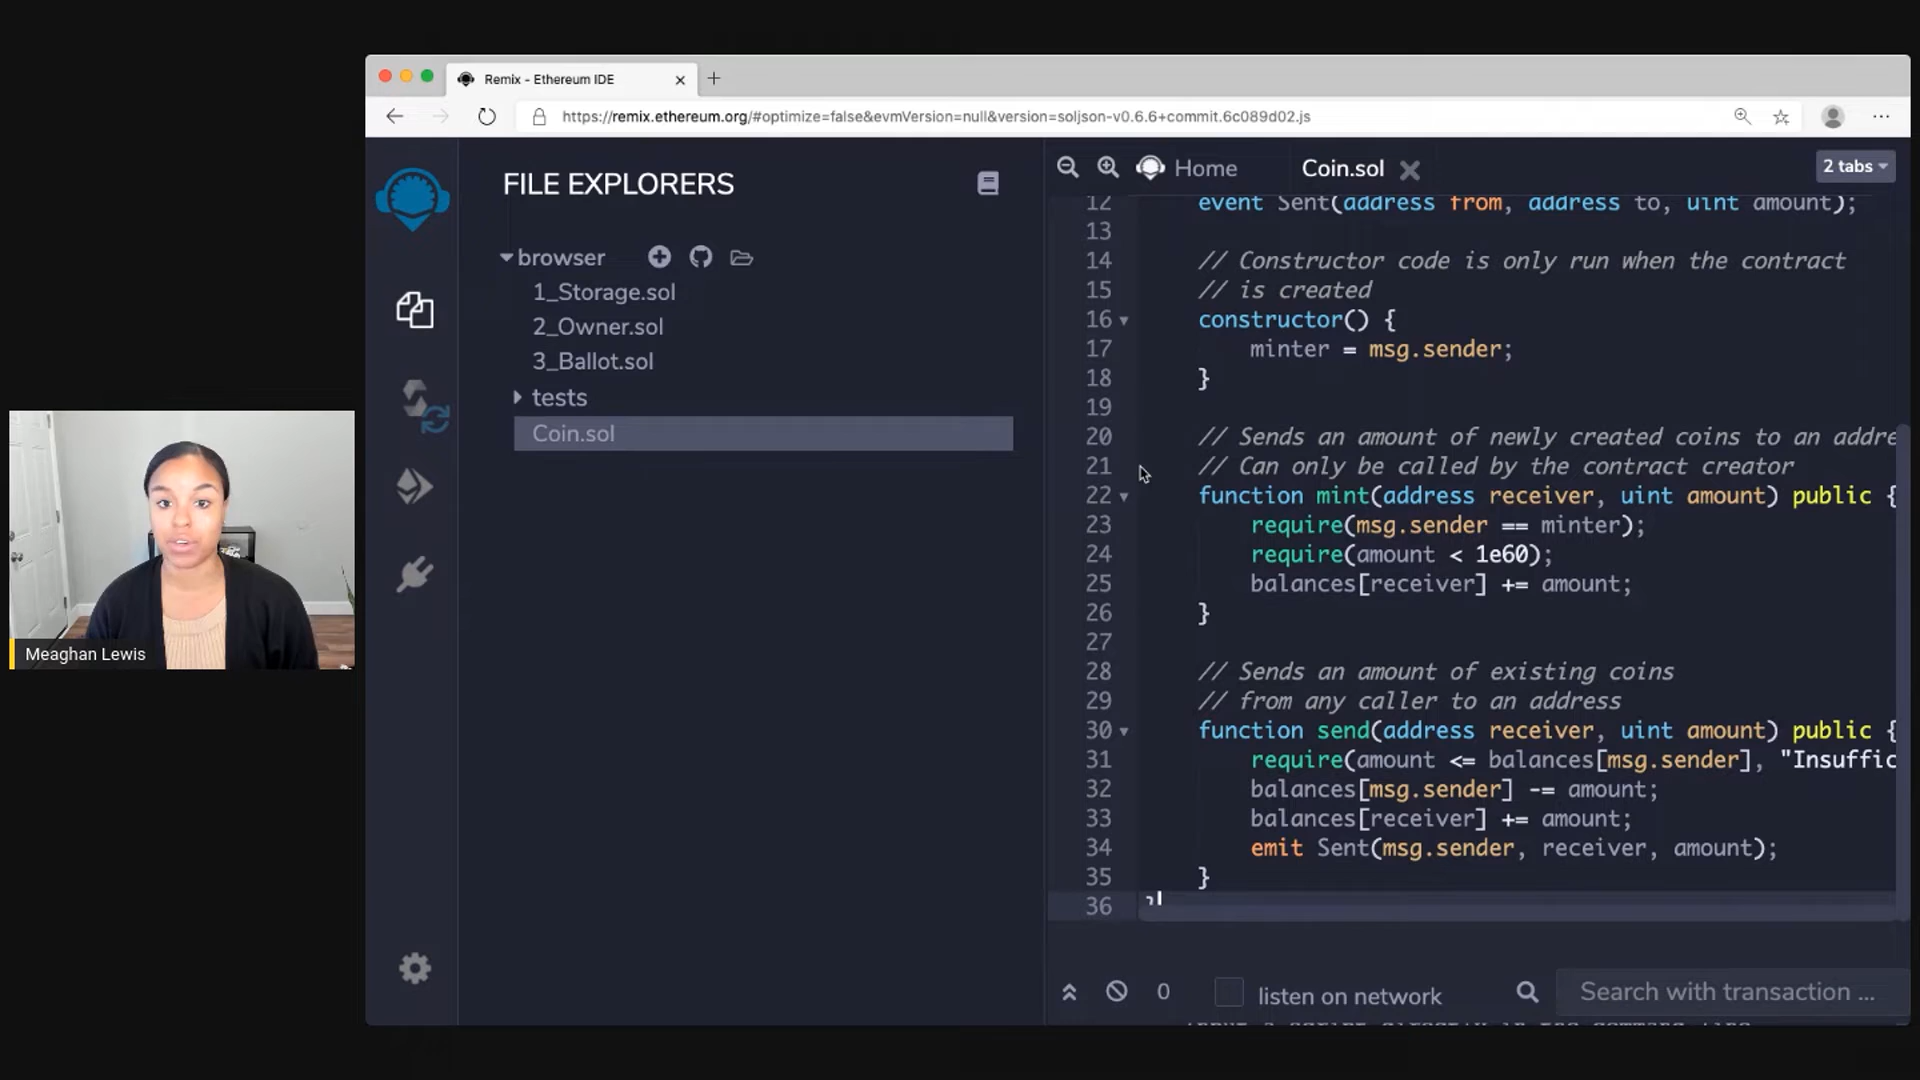 Remix - Ethereum IDE
https://remix.ethereum.org/#optimize=false&evmVersion=null&version=soljson-v0.6.6+commit.6c089d02.js
FILE EXPLORERS
browser
1_Storage.sol
2_Owner.sol
3_Ballot.sol
tests
Coin.sol
Home
Coin.sol
2 tabs
12 event Sent(address from, address to, uint amount);
13
14 // Constructor code is only run when the contract
15 // is created
16 constructor() {
17 minter = msg.sender;
18 }
19
20 // Sends an amount of newly created coins to an addre
21 // Can only be called by the contract creator
22 function mint(address receiver, uint amount) public {
23 require(msg.sender == minter);
24 require(amount < 1e60);
25 balances[receiver] += amount;
26 }
27
28 // Sends an amount of existing coins
29 // from any caller to an address
30 function send(address receiver, uint amount) public {
31 require(amount <= balances[msg.sender], "Insuffic
32 balances[msg.sender] -= amount;
33 balances[receiver] += amount;
34 emit Sent(msg.sender, receiver, amount);
35 }
36 }
0
listen on network
Search with transaction ...
Meaghan Lewis